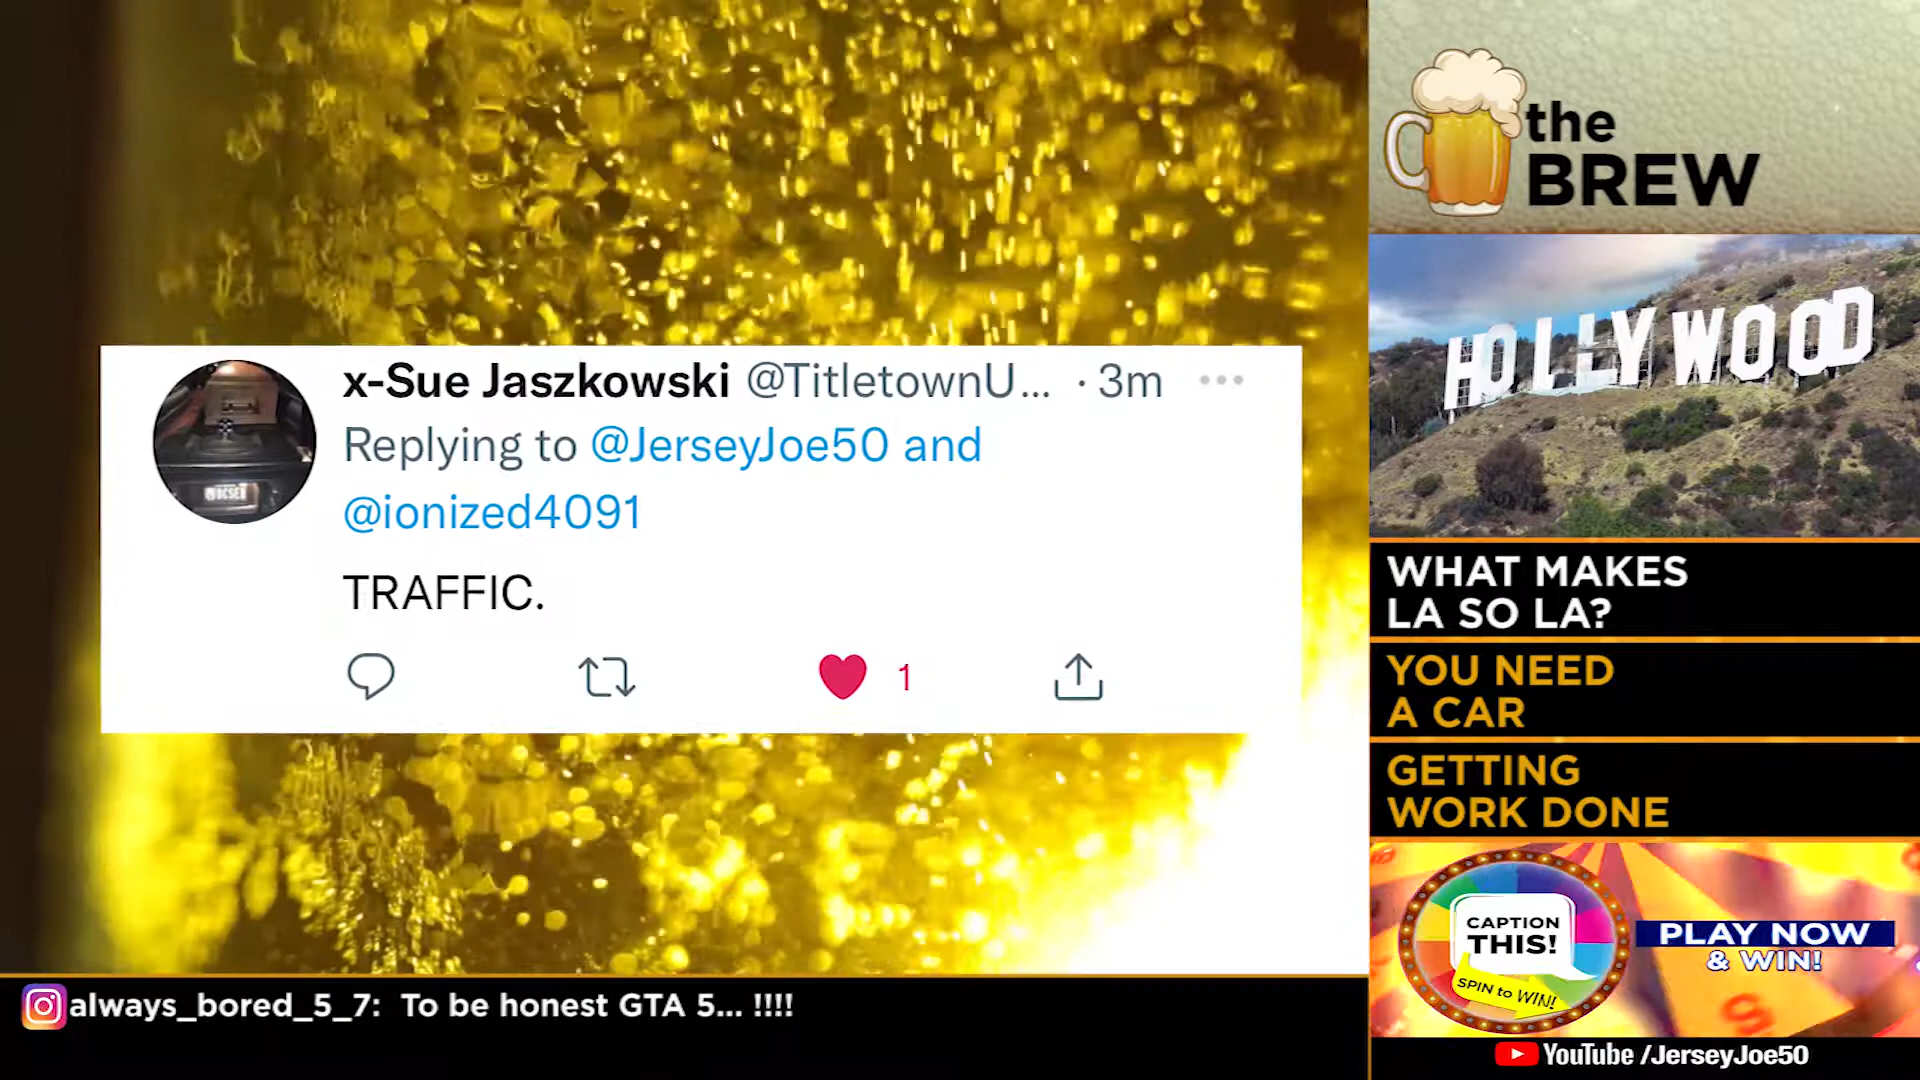 x-Sue Jaszkowski @TitletownU... · 3m
Replying to @JerseyJoe50 and
@ionized4091
TRAFFIC.
1
always_bored_5_7: To be honest GTA 5... !!!!
the
BREW
HOLLYWOOD
WHAT MAKES
LA SO LA?
YOU NEED
A CAR
GETTING
WORK DONE
CAPTION
THIS!
SPIN to WIN!
PLAY NOW
& WIN!
YouTube /JerseyJoe50